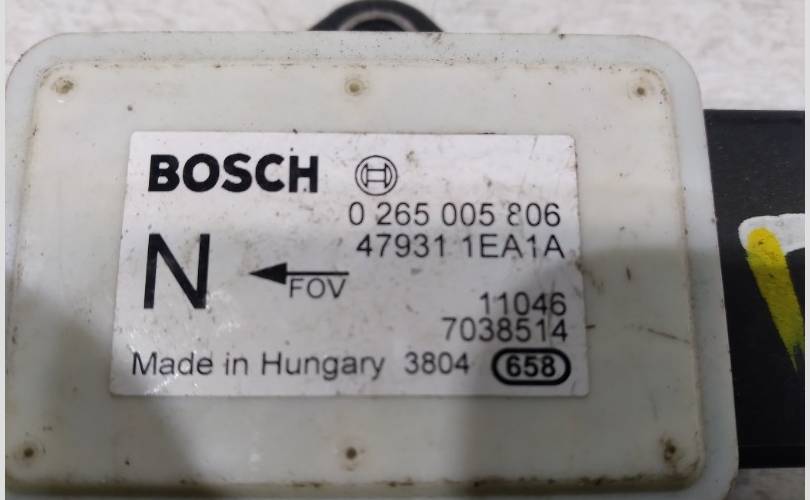 BOSCH
0 265 005 806
47931 1EA1A
N
FOV
11046
7038514
Made in Hungary 3804 658